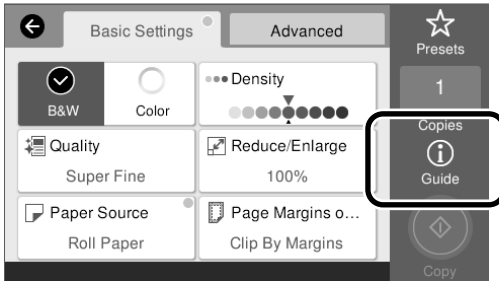 Basic Settings
Advanced
Presets
B&W
Color
Density
1
Copies
Quality
Super Fine
Reduce/Enlarge
100%
Guide
Paper Source
Roll Paper
Page Margins o...
Clip By Margins
Copy